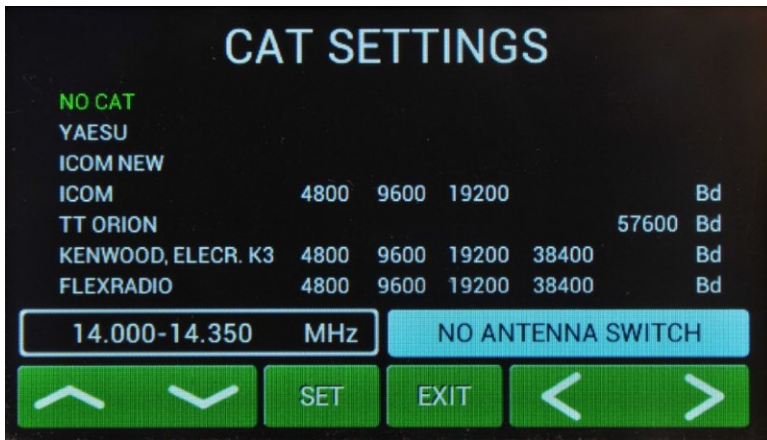 CAT SETTINGS
NO CAT
YAESU
ICOM NEW
ICOM 4800 9600 19200 Bd
TT ORION 57600 Bd
KENWOOD, ELECR. K3 4800 9600 19200 38400 Bd
FLEXRADIO 4800 9600 19200 38400 Bd
14.000-14.350 MHz NO ANTENNA SWITCH
SET EXIT